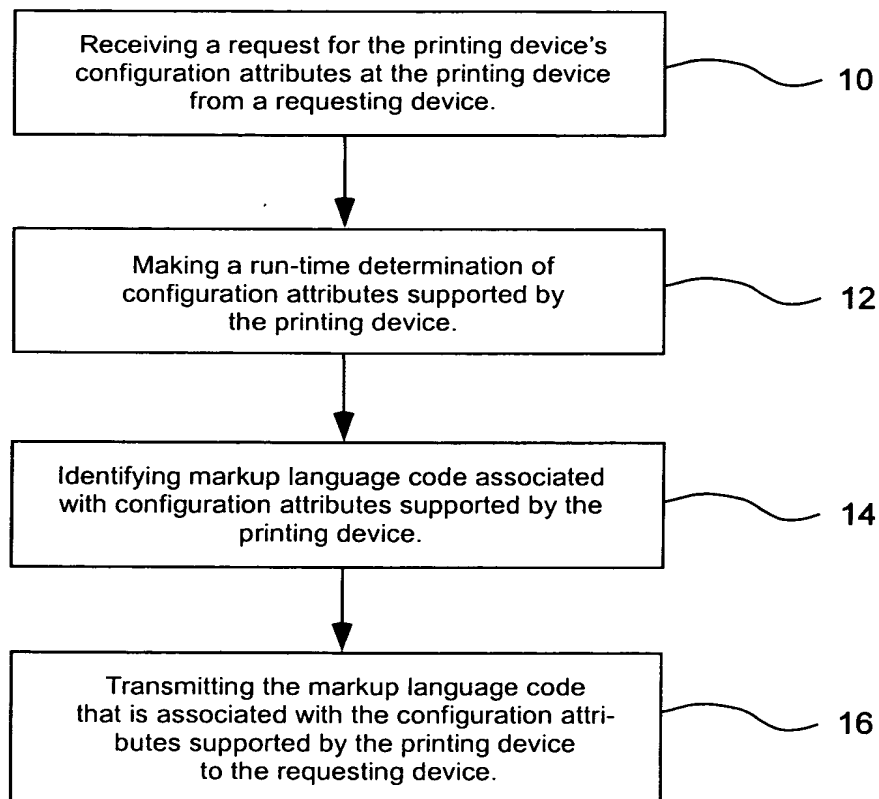 Receiving a request for the printing device's
configuration attributes at the printing device
from a requesting device.
10
Making a run-time determination of
configuration attributes supported by
the printing device.
12
Identifying markup language code associated
with configuration attributes supported by the
printing device.
14
Transmitting the markup language code
that is associated with the configuration attri-
butes supported by the printing device
to the requesting device.
16